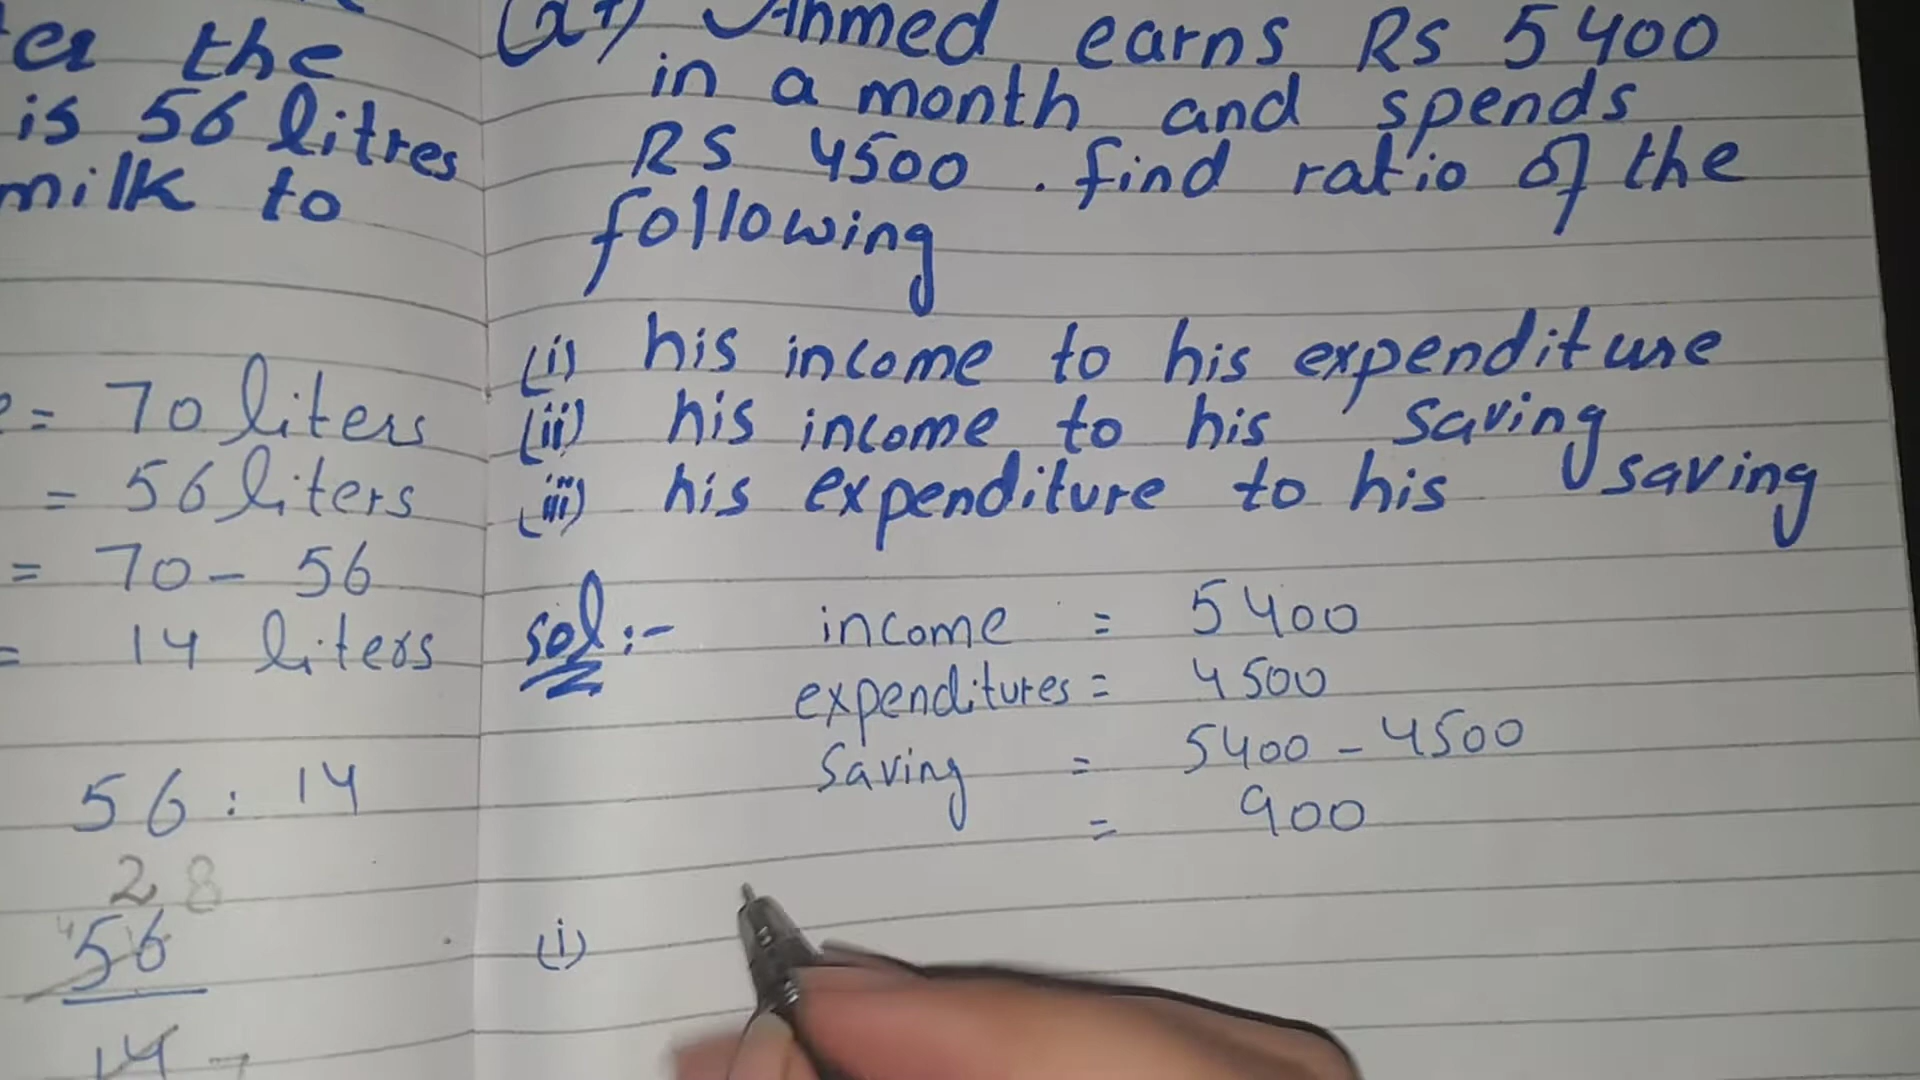 er the
is 56 litres
milk to
= 70 liters
= 56 liters
= 70 - 56
= 14 liters
56 : 14
28
56
14
Ahmed earns RS 5400
in a month and spends
RS 4500 . find ratio of the
following
(i) his income to his expenditure
(ii) his income to his saving
(iii) his expenditure to his saving
sol:- income = 5400
expenditures = 4500
Saving = 5400 - 4500
= 900
(i)